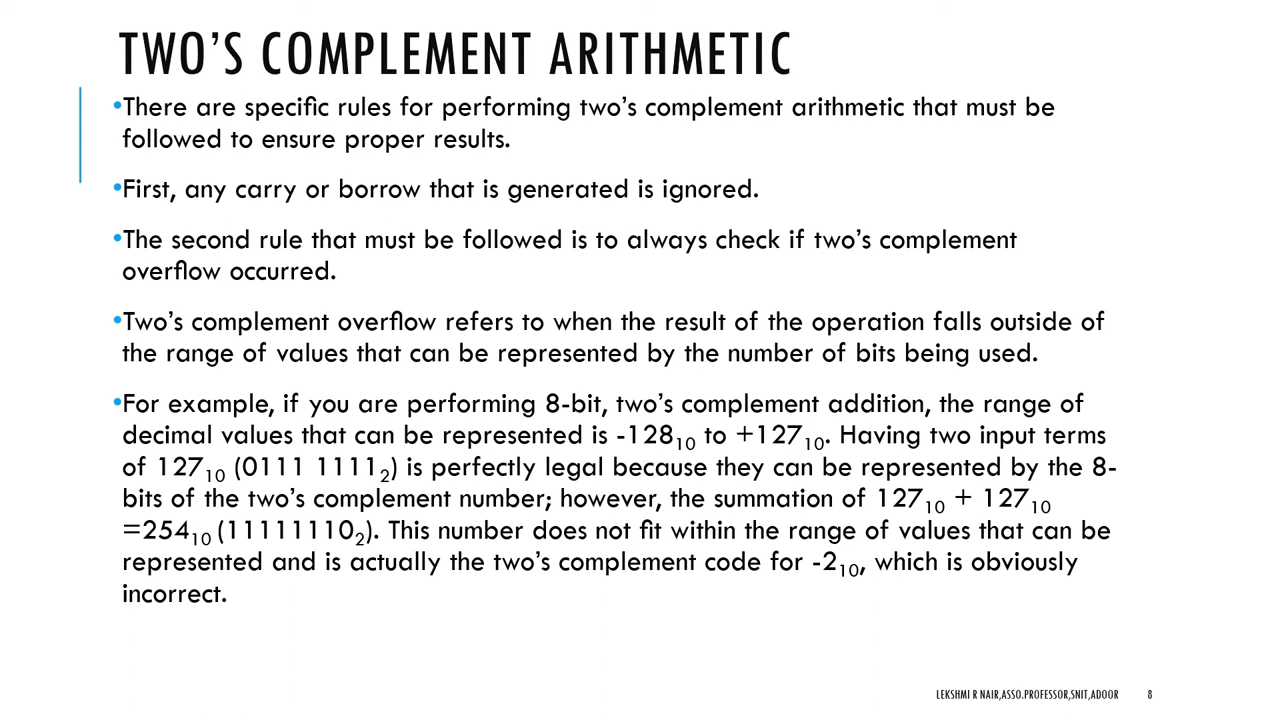 TWO'S COMPLEMENT ARITHMETIC
•There are specific rules for performing two's complement arithmetic that must be
followed to ensure proper results.
•First, any carry or borrow that is generated is ignored.
•The second rule that must be followed is to always check if two's complement
overflow occurred.
•Two's complement overflow refers to when the result of the operation falls outside of
the range of values that can be represented by the number of bits being used.
•For example, if you are performing 8-bit, two's complement addition, the range of
decimal values that can be represented is -128₁₀ to +127₁₀. Having two input terms
of 127₁₀ (0111 1111₂) is perfectly legal because they can be represented by the 8-
bits of the two's complement number; however, the summation of 127₁₀ + 127₁₀
=254₁₀ (11111110₂). This number does not fit within the range of values that can be
represented and is actually the two's complement code for -2₁₀, which is obviously
incorrect.
LEKSHMI R NAIR,ASSO.PROFESSOR,SNIT,ADOOR 8